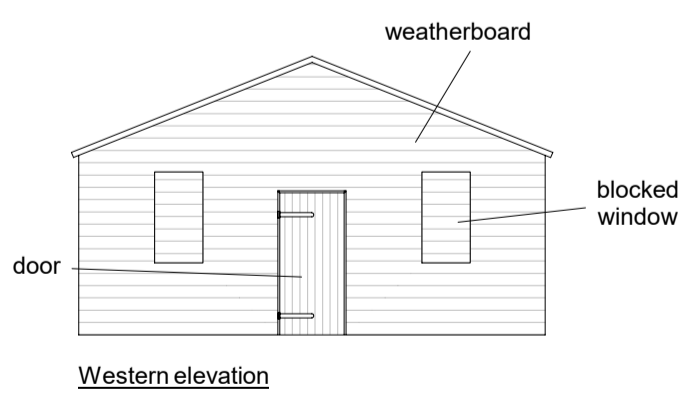 weatherboard
blocked
window
door
Western elevation